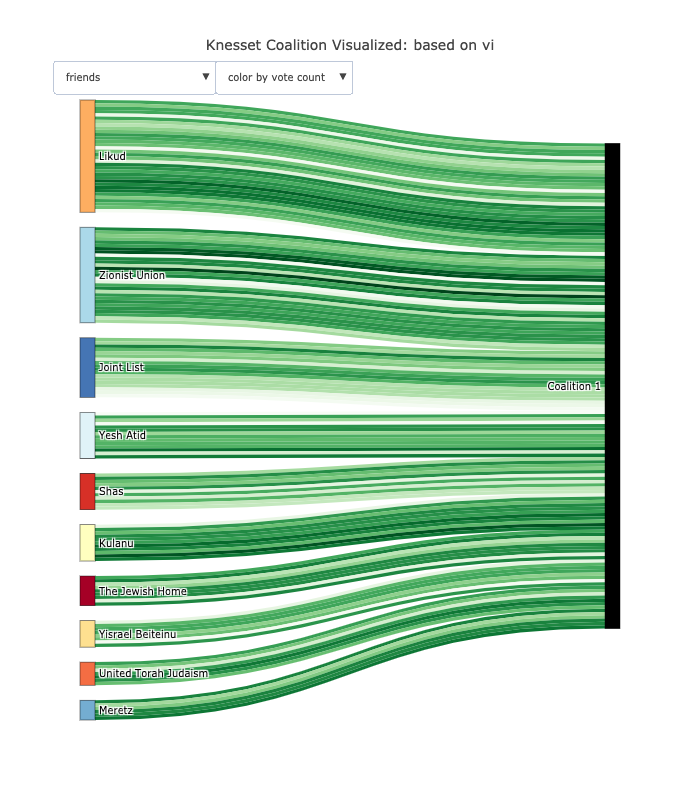 Knesset Coalition Visualized: based on vi
friends ▼
color by vote count ▼
Likud
Zionist Union
Joint List
Coalition 1
Yesh Atid
Shas
Kulanu
The Jewish Home
Yisrael Beiteinu
United Torah Judaism
Meretz